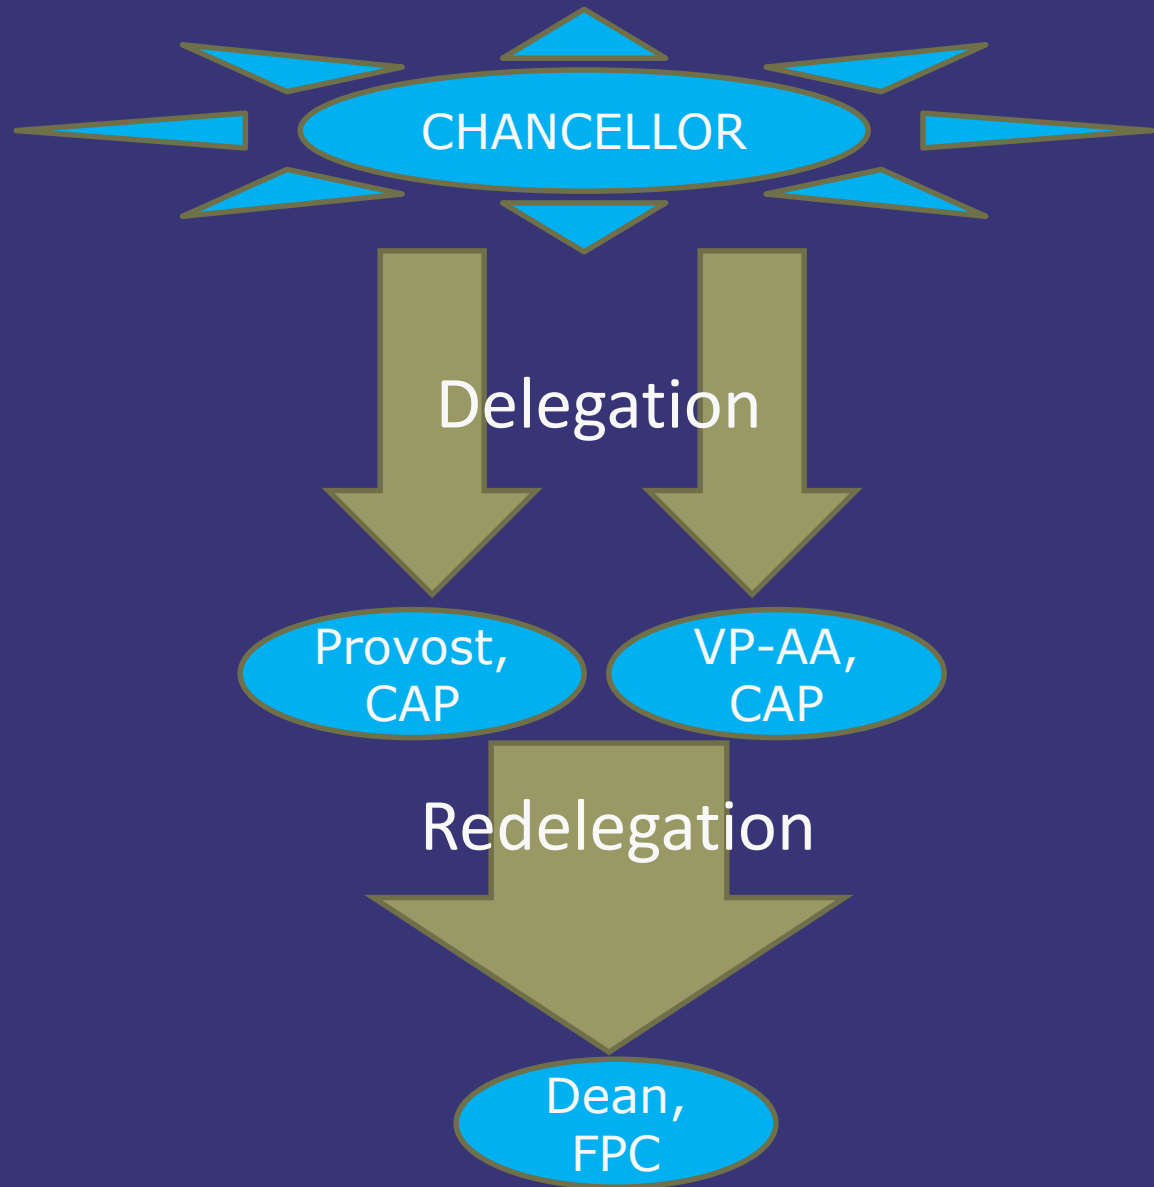 CHANCELLOR
Delegation
Provost,
CAP
VP-AA,
CAP
Redelegation
Dean,
FPC